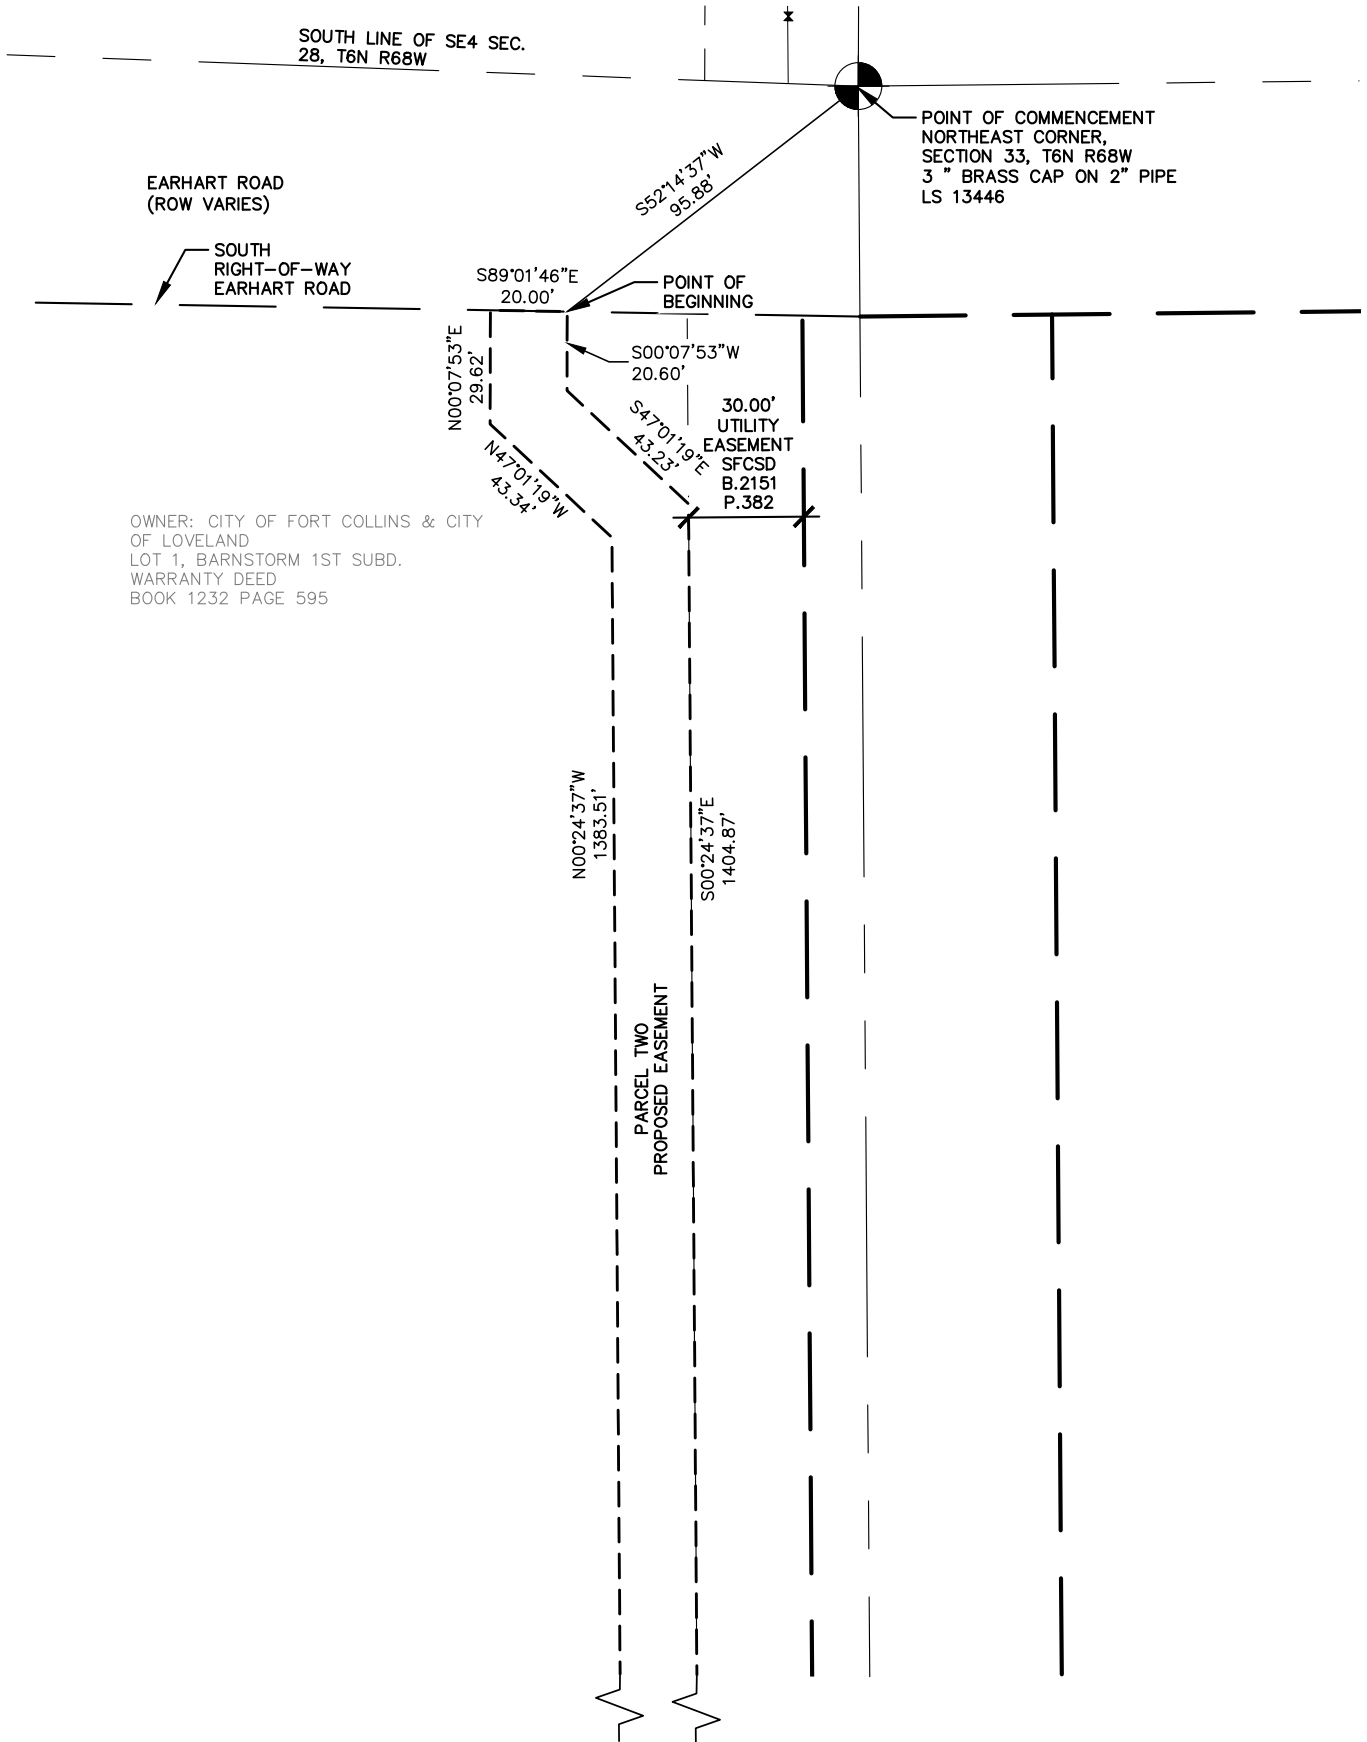 SOUTH LINE OF SE4 SEC.
28, T6N R68W
POINT OF COMMENCEMENT
NORTHEAST CORNER,
SECTION 33, T6N R68W
3 " BRASS CAP ON 2" PIPE
LS 13446
S52°14'37"W
95.88'
EARHART ROAD
(ROW VARIES)
SOUTH
RIGHT-OF-WAY
EARHART ROAD
S89°01'46"E
20.00'
POINT OF
BEGINNING
N00°07'53"E
29.62'
S00°07'53"W
20.60'
S47°01'19"E
43.23'
30.00'
UTILITY
EASEMENT
SFCSD
B.2151
P.382
N47°01'19"W
43.34'
OWNER: CITY OF FORT COLLINS & CITY
OF LOVELAND
LOT 1, BARNSTORM 1ST SUBD.
WARRANTY DEED
BOOK 1232 PAGE 595
N00°24'37"W
1383.51'
S00°24'37"E
1404.87'
PARCEL TWO
PROPOSED EASEMENT